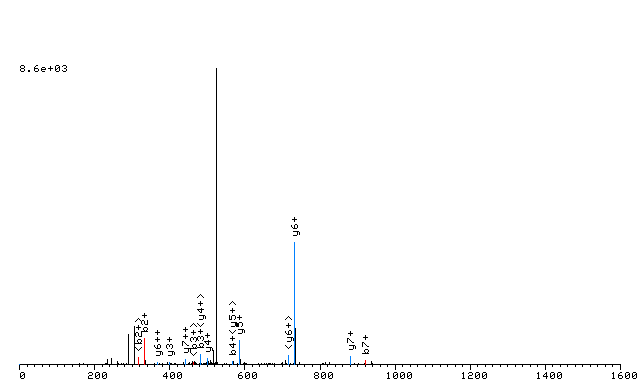 8.6e+03
<b2+>
b2+
y6++
y3+
y7++
<b3+>
b3+<y4+>
y4+
b4+<y5+>
y5+
<y6+>
y6+
y7+
b7+
0 200 400 600 800 1000 1200 1400 1600